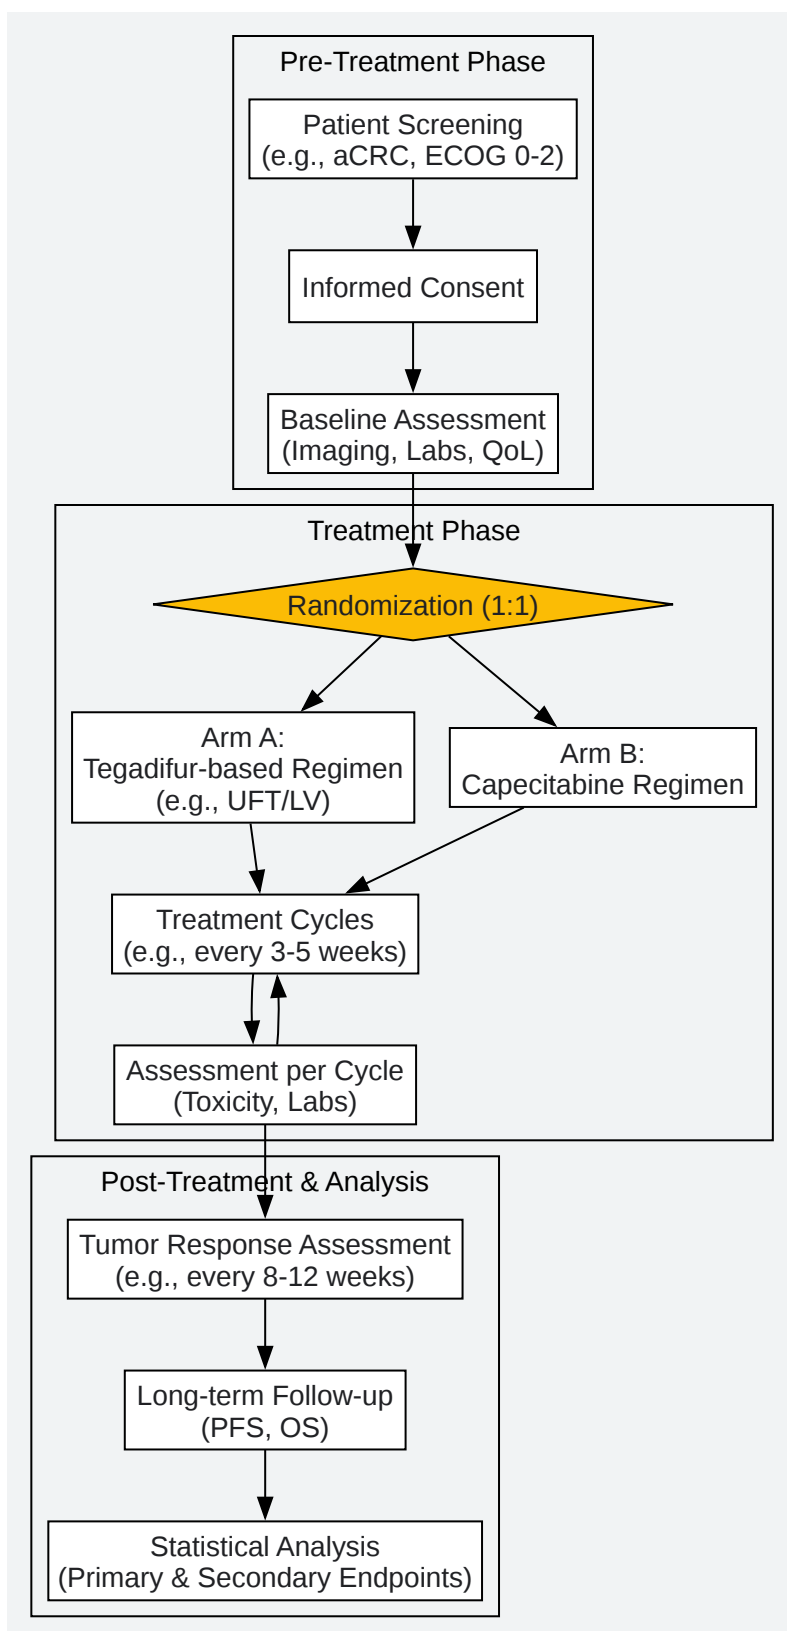 Pre-Treatment Phase
Patient Screening
(e.g., aCRC, ECOG 0-2)
Informed Consent
Baseline Assessment
(Imaging, Labs, QoL)
Treatment Phase
Randomization (1:1)
Arm A:
Tegadifur-based Regimen
(e.g., UFT/LV)
Arm B:
Capecitabine Regimen
Treatment Cycles
(e.g., every 3-5 weeks)
Assessment per Cycle
(Toxicity, Labs)
Post-Treatment & Analysis
Tumor Response Assessment
(e.g., every 8-12 weeks)
Long-term Follow-up
(PFS, OS)
Statistical Analysis
(Primary & Secondary Endpoints)